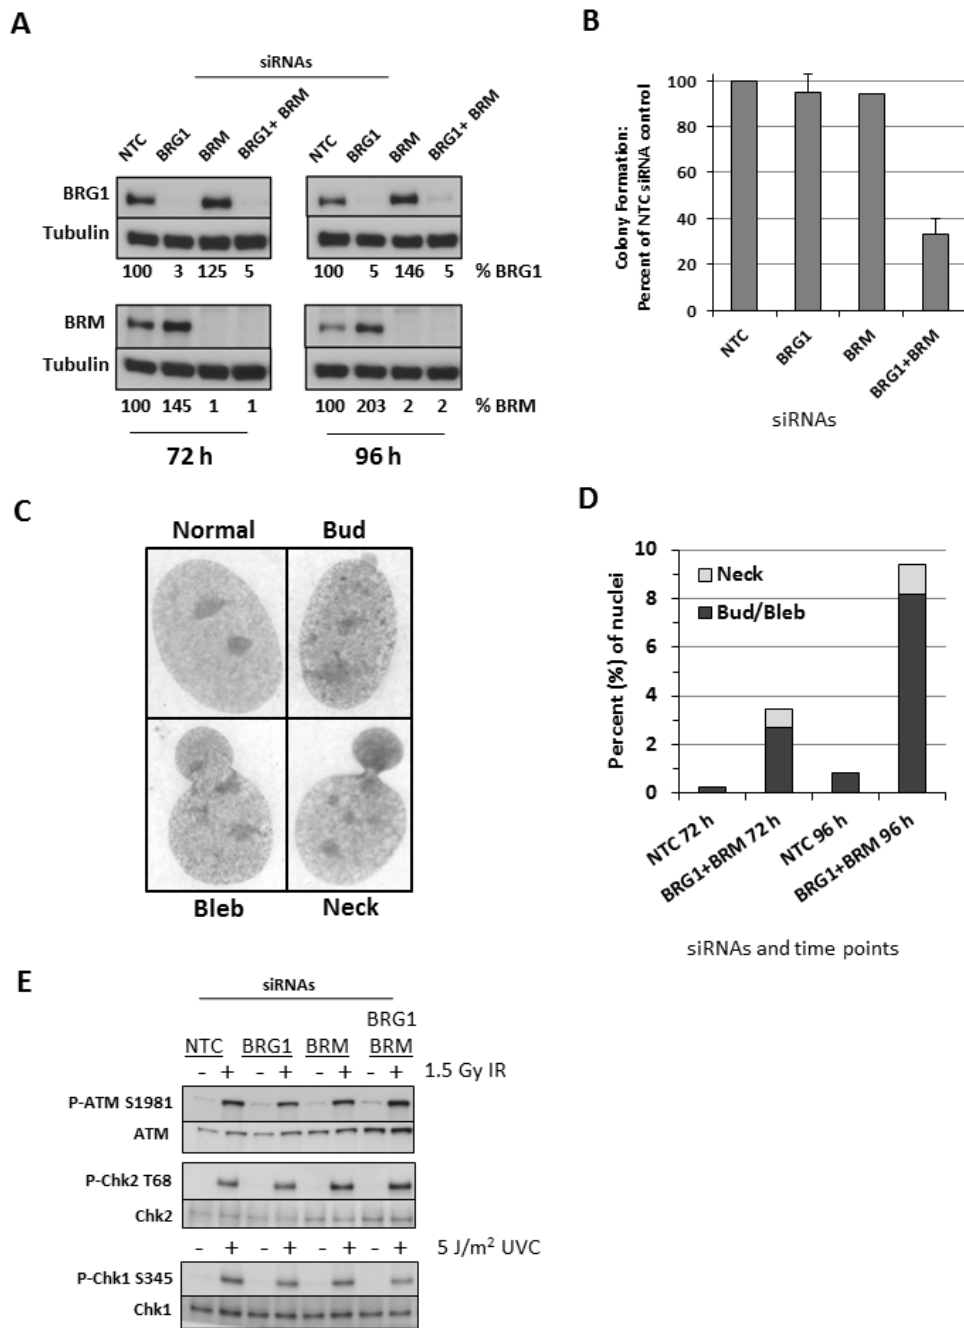 A
siRNAs
NTC BRG1 BRM BRG1+ BRM
NTC BRG1 BRM BRG1+ BRM
BRG1
Tubulin
100 3 125 5 100 5 146 5 % BRG1
BRM
Tubulin
100 145 1 1 100 203 2 2 % BRM
72 h 96 h
B
Colony Formation:
Percent of NTC siRNA control
100
80
60
40
20
0
NTC BRG1 BRM BRG1+BRM
siRNAs
C
Normal Bud
Bleb Neck
D
Percent (%) of nuclei
10
8
6
4
2
0
Neck
Bud/Bleb
NTC 72 h BRG1+BRM 72 h NTC 96 h BRG1+BRM 96 h
siRNAs and time points
E
siRNAs
BRG1
NTC BRG1 BRM BRM
- + - + - + - + 1.5 Gy IR
P-ATM S1981
ATM
P-Chk2 T68
Chk2
- + - + - + - + 5 J/m² UVC
P-Chk1 S345
Chk1